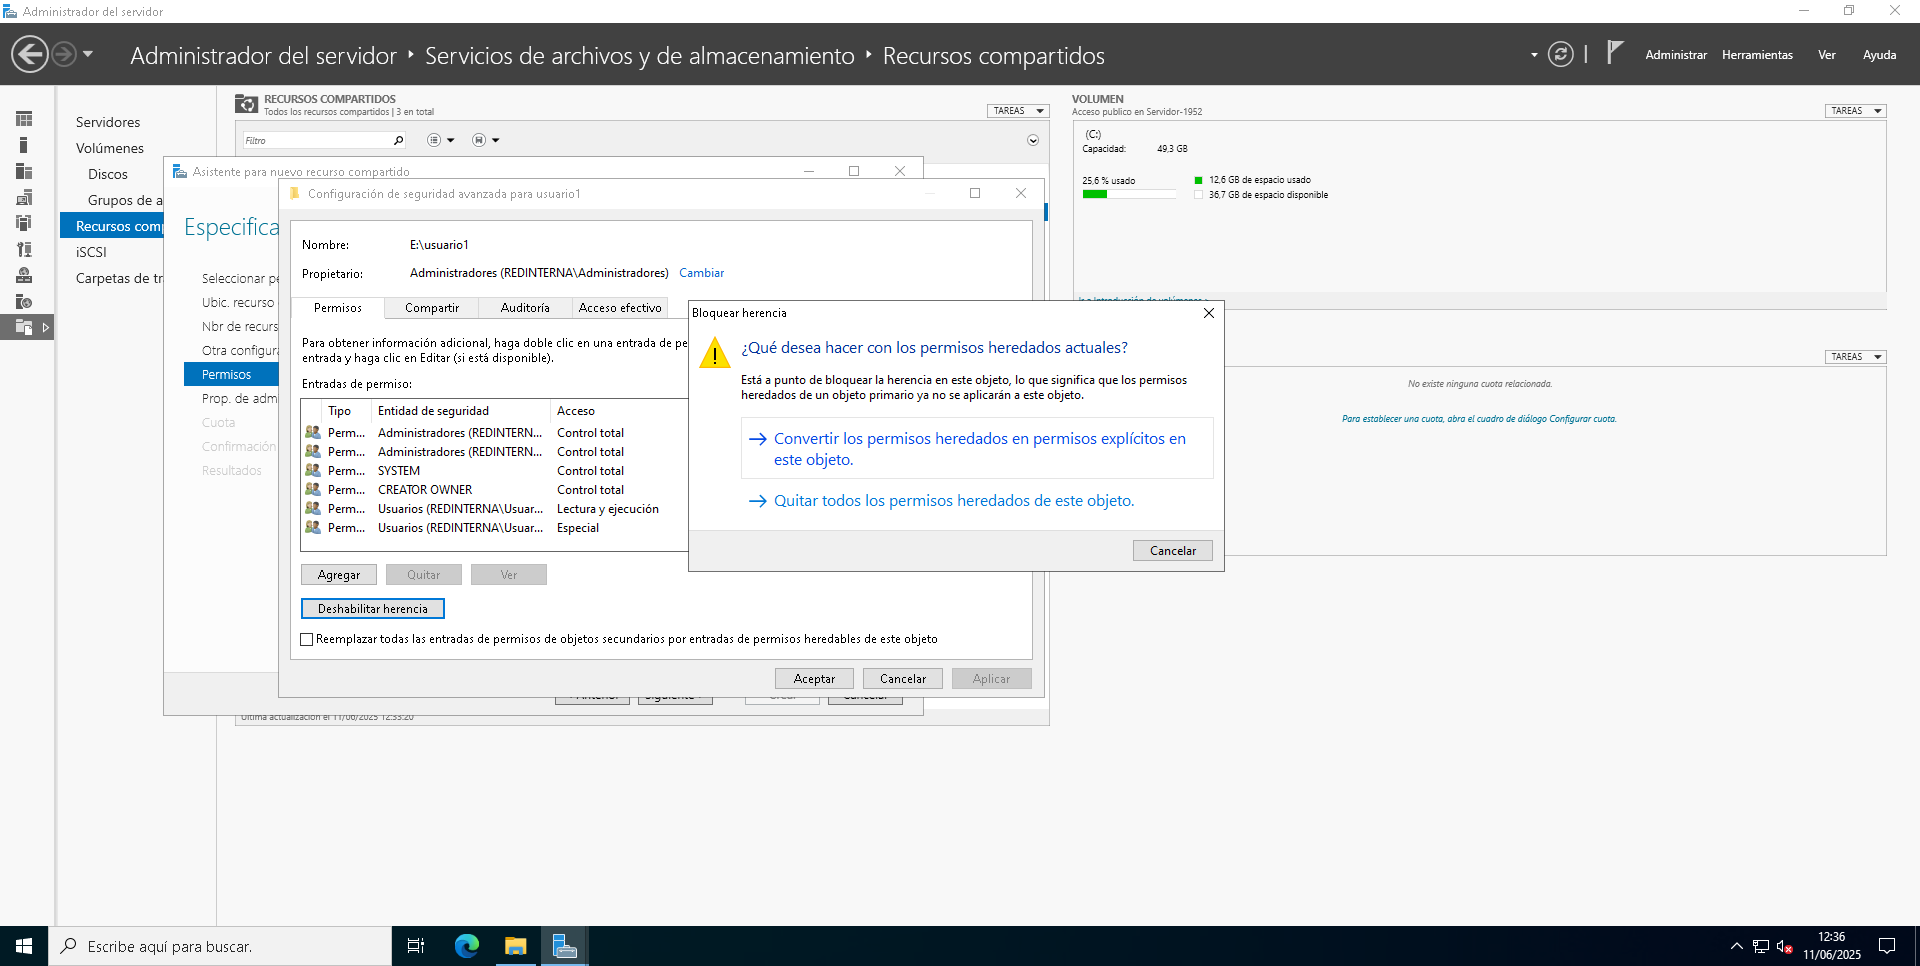 Administrador del servidor
Administrador del servidor ‣ Servicios de archivos y de almacenamiento ‣ Recursos compartidos
Administrar Herramientas Ver Ayuda
Servidores
Volúmenes
Discos
Grupos de a
Recursos com
iSCSI
Carpetas de tr
RECURSOS COMPARTIDOS
Todos los recursos compartidos | 3 en total
TAREAS
Filtro
VOLUMEN
Acceso publico en Servidor-1952
TAREAS
(C:)
Capacidad: 49,3 GB
25,6 % usado
12,6 GB de espacio usado
36,7 GB de espacio disponible
TAREAS
No existe ninguna cuota relacionada.
Para establecer una cuota, abra el cuadro de diálogo Configurar cuota.
Asistente para nuevo recurso compartido
Especifica
Seleccionar pe
Ubic. recurso
Nbr de recurs
Otra configura
Permisos
Prop. de adm
Cuota
Confirmación
Resultados
Configuración de seguridad avanzada para usuario1
Nombre: E:\usuario1
Propietario: Administradores (REDINTERNA\Administradores) Cambiar
Permisos Compartir Auditoría Acceso efectivo
Para obtener información adicional, haga doble clic en una entrada de pe
entrada y haga clic en Editar (si está disponible).
Entradas de permiso:
Tipo Entidad de seguridad Acceso
Perm... Administradores (REDINTERN... Control total
Perm... Administradores (REDINTERN... Control total
Perm... SYSTEM Control total
Perm... CREATOR OWNER Control total
Perm... Usuarios (REDINTERNA\Usuar... Lectura y ejecución
Perm... Usuarios (REDINTERNA\Usuar... Especial
Agregar Quitar Ver
Deshabilitar herencia
Reemplazar todas las entradas de permisos de objetos secundarios por entradas de permisos heredables de este objeto
Aceptar Cancelar Aplicar
Última actualización el 11/06/2025 12:33:20
Bloquear herencia
¿Qué desea hacer con los permisos heredados actuales?
Está a punto de bloquear la herencia en este objeto, lo que significa que los permisos
heredados de un objeto primario ya no se aplicarán a este objeto.
Convertir los permisos heredados en permisos explícitos en
este objeto.
Quitar todos los permisos heredados de este objeto.
Cancelar
Escribe aquí para buscar.
12:36
11/06/2025